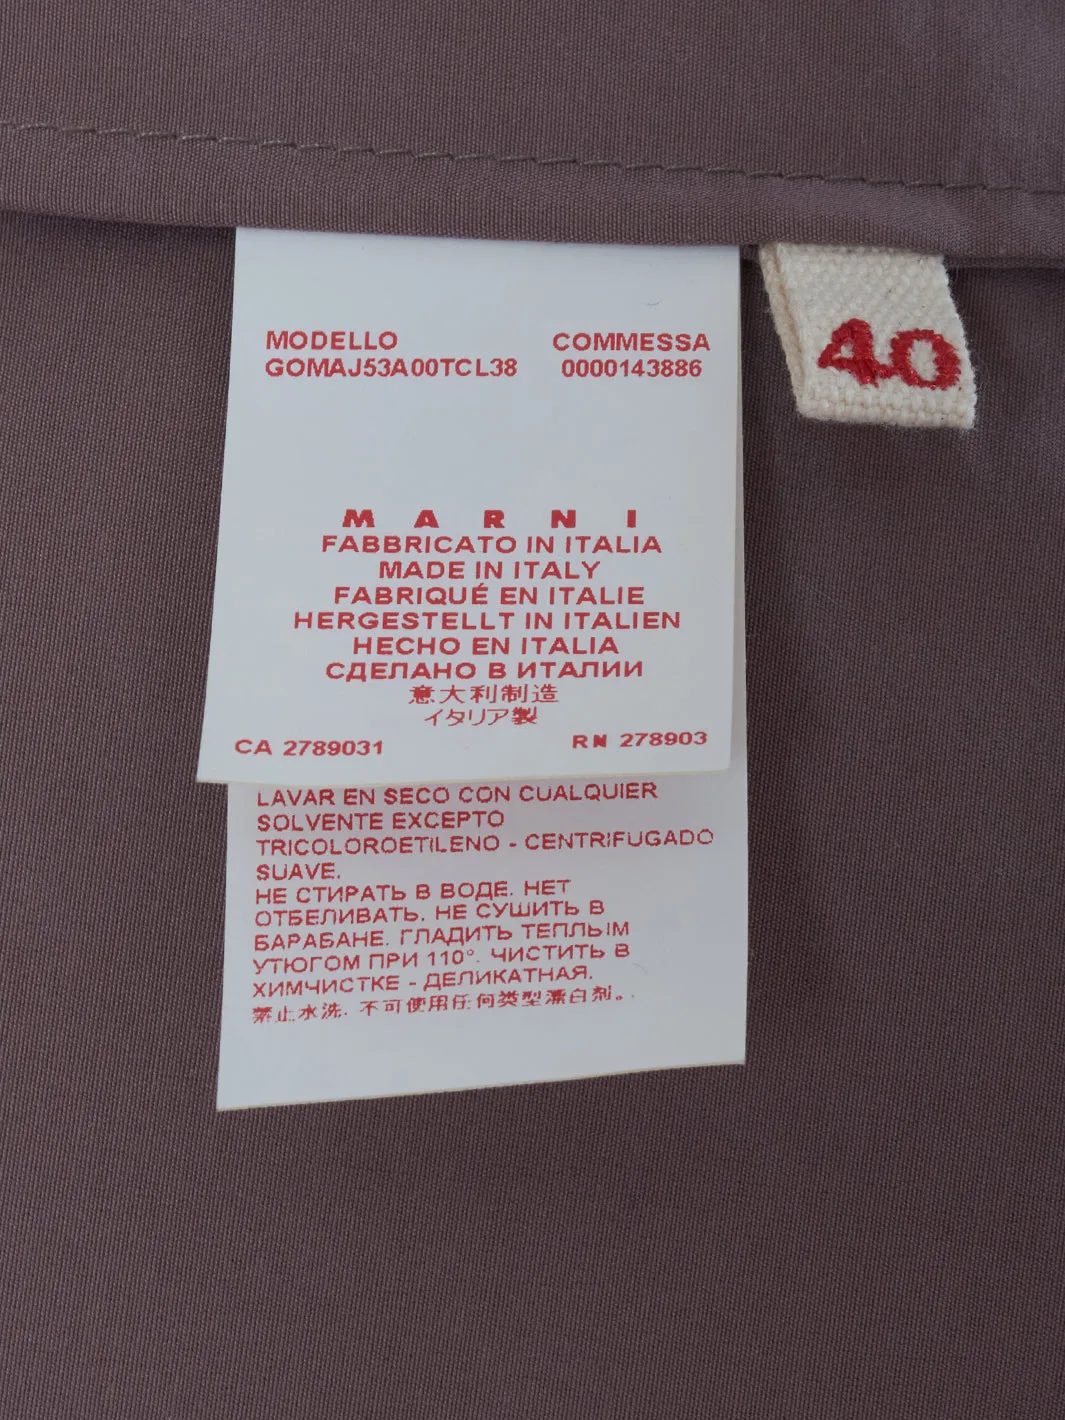 MODELLO COMMESSA
GOMAJ53A00TCL38 0000143886
40
MARNI
FABBRICATO IN ITALIA
MADE IN ITALY
FABRIQUÉ EN ITALIE
HERGESTELLT IN ITALIEN
HECHO EN ITALIA
СДЕЛАНО В ИТАЛИИ
意大利制造
イタリア製
CA 2789031 RN 278903
LAVAR EN SECO CON CUALQUIER
SOLVENTE EXCEPTO
TRICOLOROETILENO - CENTRIFUGADO
SUAVE.
НЕ СТИРАТЬ В ВОДЕ. НЕТ
ОТБЕЛИВАТЬ. НЕ СУШИТЬ В
БАРАБАНЕ. ГЛАДИТЬ ТЕПЛЫМ
УТЮГОМ ПРИ 110°. ЧИСТИТЬ В
ХИМЧИСТКЕ - ДЕЛИКАТНАЯ.
禁止水洗. 不可使用任何类型漂白剂。.